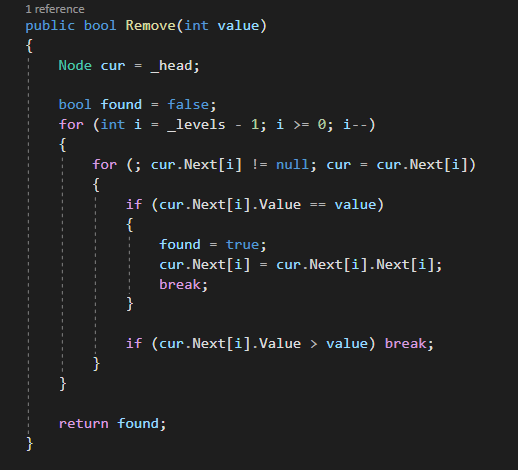 1 reference
public bool Remove(int value)
{
    Node cur = _head;

    bool found = false;
    for (int i = _levels - 1; i >= 0; i--)
    {
        for (; cur.Next[i] != null; cur = cur.Next[i])
        {
            if (cur.Next[i].Value == value)
            {
                found = true;
                cur.Next[i] = cur.Next[i].Next[i];
                break;
            }

            if (cur.Next[i].Value > value) break;
        }
    }

    return found;
}